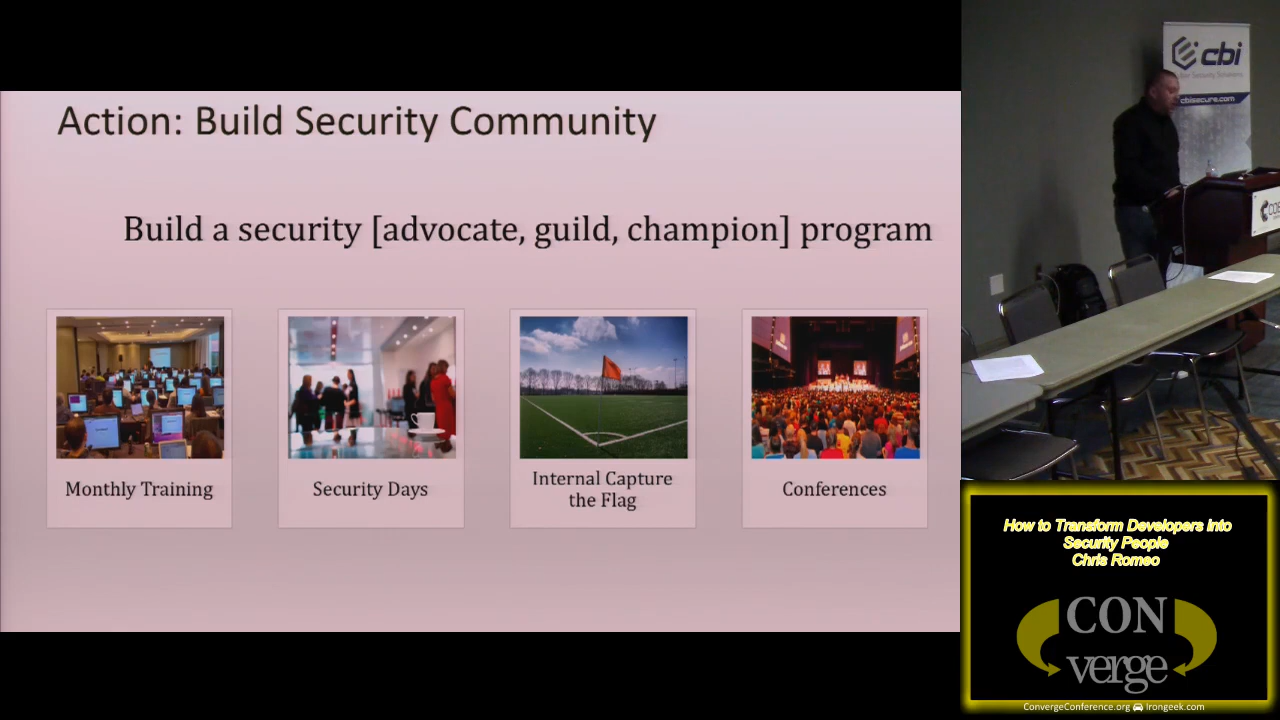 Action: Build Security Community
Build a security [advocate, guild, champion] program
Monthly Training
Security Days
Internal Capture
the Flag
Conferences
cbi
cbisecure.com
How to Transform Developers Into
Security People
Chris Romeo
CON
verge
ConvergeConference.org Irongeek.com